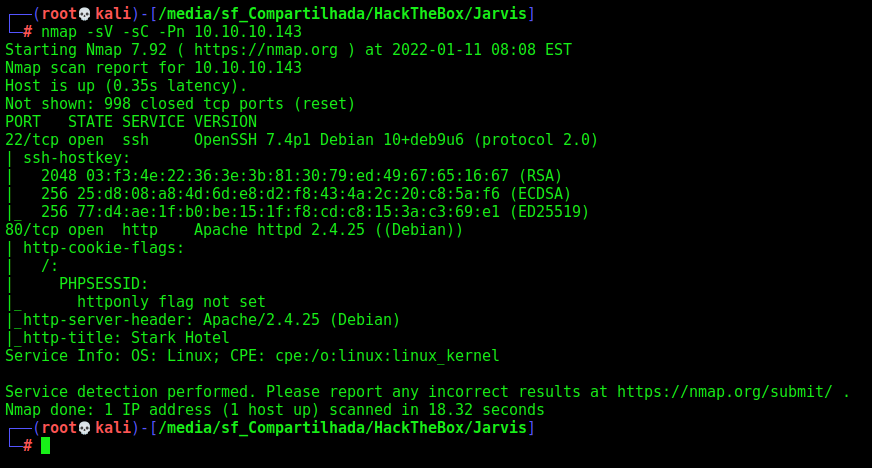 ┌──(root💀kali)-[/media/sf_Compartilhada/HackTheBox/Jarvis]
└─# nmap -sV -sC -Pn 10.10.10.143
Starting Nmap 7.92 ( https://nmap.org ) at 2022-01-11 08:08 EST
Nmap scan report for 10.10.10.143
Host is up (0.35s latency).
Not shown: 998 closed tcp ports (reset)
PORT   STATE SERVICE VERSION
22/tcp open  ssh     OpenSSH 7.4p1 Debian 10+deb9u6 (protocol 2.0)
| ssh-hostkey:
|   2048 03:f3:4e:22:36:3e:3b:81:30:79:ed:49:67:65:16:67 (RSA)
|   256 25:d8:08:a8:4d:6d:e8:d2:f8:43:4a:2c:20:c8:5a:f6 (ECDSA)
|_  256 77:d4:ae:1f:b0:be:15:1f:f8:cd:c8:15:3a:c3:69:e1 (ED25519)
80/tcp open  http    Apache httpd 2.4.25 ((Debian))
| http-cookie-flags:
|   /:
|     PHPSESSID:
|_      httponly flag not set
|_http-server-header: Apache/2.4.25 (Debian)
|_http-title: Stark Hotel
Service Info: OS: Linux; CPE: cpe:/o:linux:linux_kernel

Service detection performed. Please report any incorrect results at https://nmap.org/submit/ .
Nmap done: 1 IP address (1 host up) scanned in 18.32 seconds
┌──(root💀kali)-[/media/sf_Compartilhada/HackTheBox/Jarvis]
└─#